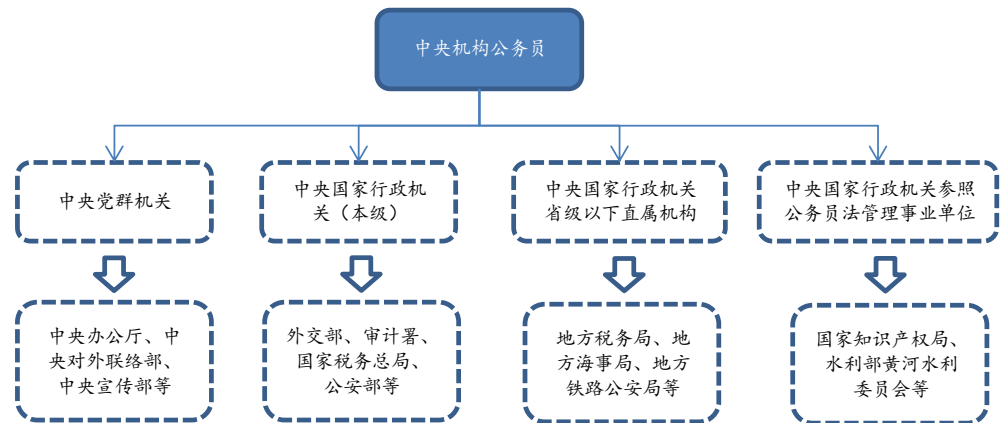 中央机构公务员
中央党群机关
中央国家行政机
关（本级）
中央国家行政机关
省级以下直属机构
中央国家行政机关参照
公务员法管理事业单位
中央办公厅、中
央对外联络部、
中央宣传部等
外交部、审计署、
国家税务总局、
公安部等
地方税务局、地
方海事局、地方
铁路公安局等
国家知识产权局、
水利部黄河水利
委员会等